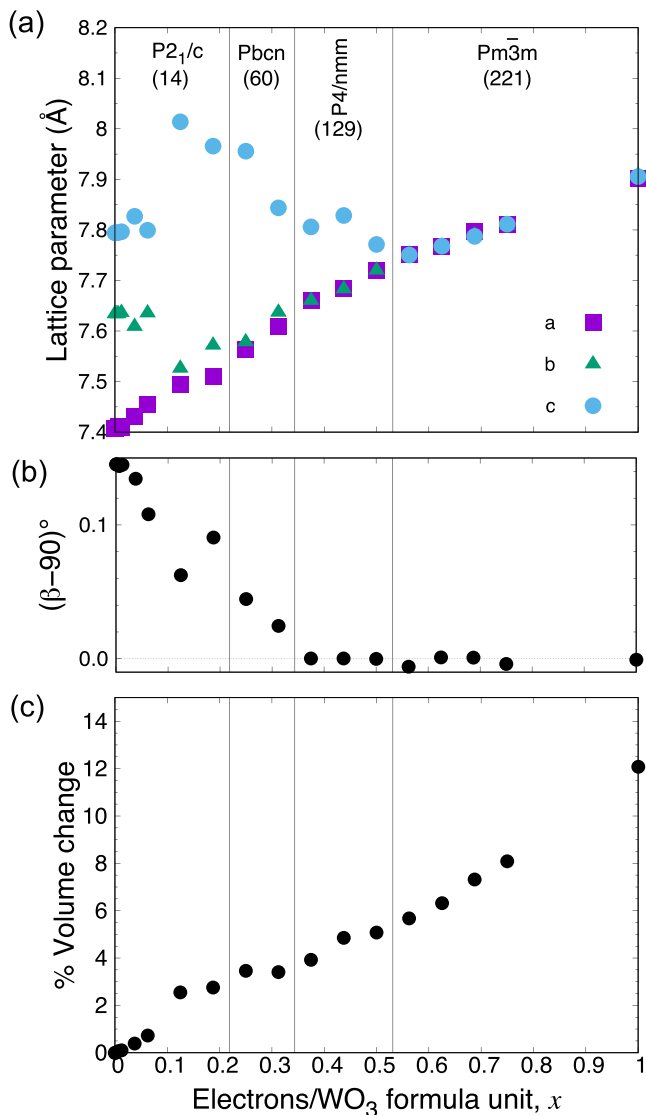 (a)
P2₁/c
(14)
Pbcn
(60)
P4/nmm
(129)
Pm3̅m
(221)
Lattice parameter (Å)
8.2
8.1
8
7.9
7.8
7.7
7.6
7.5
7.4
a
b
c
(b)
(β−90)°
0.1
0.0
(c)
% Volume change
14
12
10
8
6
4
2
0
0 0.1 0.2 0.3 0.4 0.5 0.6 0.7 0.8 0.9 1
Electrons/WO₃ formula unit, x